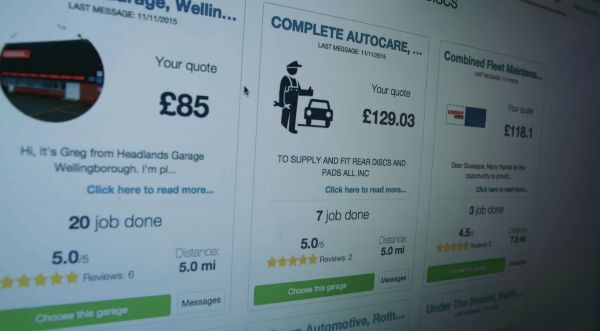 DISCS
Garage, Wellin...
LAST MESSAGE: 11/11/2015
Your quote
£85
Hi, It's Greg from Headlands Garage
Wellingborough. I'm pl...
Click here to read more...
20 job done
5.0/5
Reviews: 6
Distance:
5.0 mi
Choose this garage
Messages
COMPLETE AUTOCARE, ...
LAST MESSAGE: 11/11/2015
Your quote
£129.03
TO SUPPLY AND FIT REAR DISCS AND
PADS ALL INC
Click here to read more...
7 job done
5.0/5
Reviews: 2
Distance:
5.0 mi
Choose this garage
Messages
Combined Fleet Maintena...
LAST MESSAGE: 11/11/2015
Your quote
£118.1
Dear Giuseppe, Many thanks for the
opportunity to provid...
Click here to read more...
3 job done
4.5/5
Reviews: 2
Distance:
7.0 mi
Choose this garage
Messages
Automotive, Roth...
Under The Bonnet,